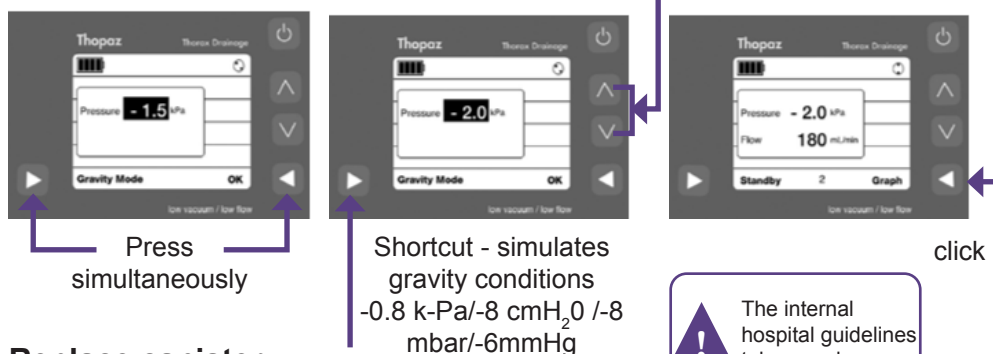 Thopaz Thorax Drainage
Pressure - 1.5 kPa
Gravity Mode OK
low vacuum / low flow
Press
simultaneously
Thopaz Thorax Drainage
Pressure - 2.0 kPa
Gravity Mode OK
low vacuum / low flow
Shortcut - simulates
gravity conditions
-0.8 k-Pa/-8 cmH20 /-8
mbar/-6mmHg
Thopaz Thorax Drainage
Pressure - 2.0 kPa
Flow 180 mL/min
Standby 2 Graph
low vacuum / low flow
click
!
The internal
hospital guidelines
Replace canister